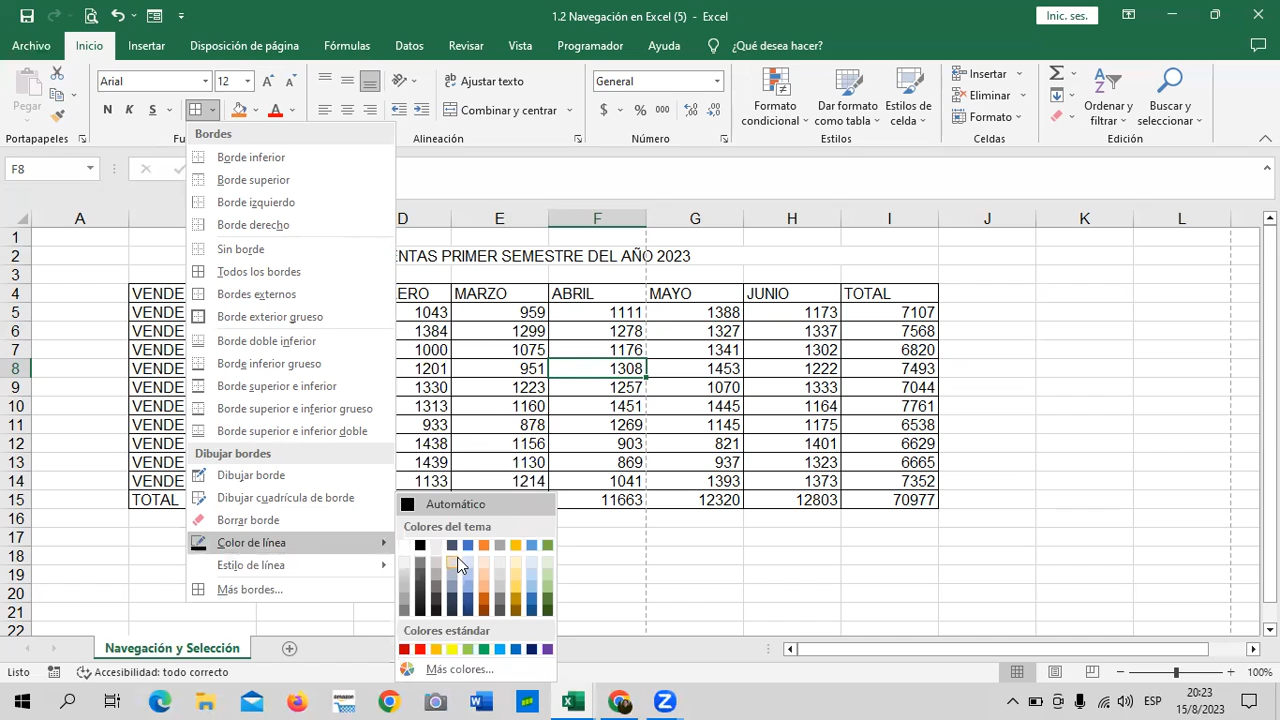 1.2 Navegación en Excel (5) - Excel
Inic. ses.
Archivo Inicio Insertar Disposición de página Fórmulas Datos Revisar Vista Programador Ayuda ¿Qué desea hacer?
Pegar
Arial 12
N K S
Ajustar texto
Combinar y centrar
General
$ % 000
Formato condicional
Dar formato como tabla
Estilos de celda
Insertar
Eliminar
Formato
Ordenar y filtrar
Buscar y seleccionar
Portapapeles Fu Alineación Número Estilos Celdas Edición
F8
Bordes
Borde inferior
Borde superior
Borde izquierdo
Borde derecho
Sin borde
Todos los bordes
Bordes externos
Borde exterior grueso
Borde doble inferior
Borde inferior grueso
Borde superior e inferior
Borde superior e inferior grueso
Borde superior e inferior doble
Dibujar bordes
Dibujar borde
Dibujar cuadrícula de borde
Borrar borde
Color de línea
Estilo de línea
Más bordes...
Automático
Colores del tema
Colores estándar
Más colores...
A D E F G H I J K L
1
2 ENTAS PRIMER SEMESTRE DEL AÑO 2023
3
4 VENDE ERO MARZO ABRIL MAYO JUNIO TOTAL
5 VENDE 1043 959 1111 1388 1173 7107
6 VENDE 1384 1299 1278 1327 1337 7568
7 VENDE 1000 1075 1176 1341 1302 6820
8 VENDE 1201 951 1308 1453 1222 7493
9 VENDE 1330 1223 1257 1070 1333 7044
10 VENDE 1313 1160 1451 1445 1164 7761
11 VENDE 933 878 1269 1145 1175 6538
12 VENDE 1438 1156 903 821 1401 6629
13 VENDE 1439 1130 869 937 1323 6665
14 VENDE 1133 1214 1041 1393 1373 7352
15 TOTAL 11663 12320 12803 70977
16
17
18
19
20
21
22
Navegación y Selección
Listo Accesibilidad: todo correcto 100%
ESP
20:23
15/8/2023